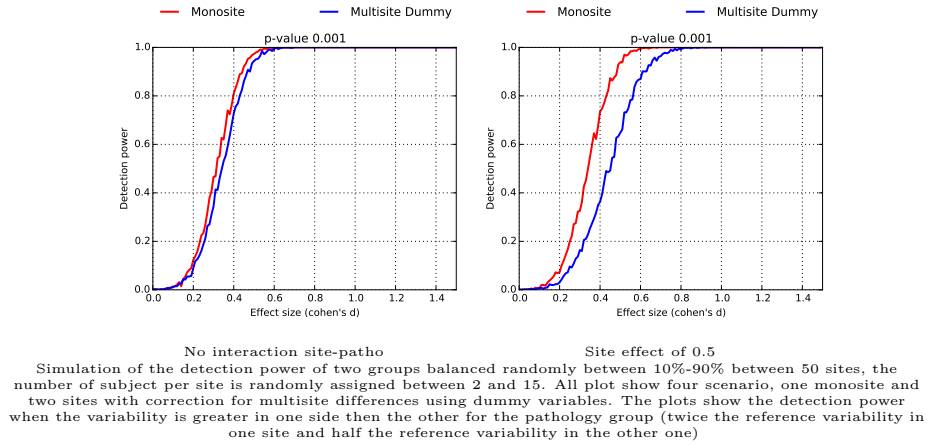 Monosite Multisite Dummy Monosite Multisite Dummy
p-value 0.001 p-value 0.001
Detection power
1.0
0.8
0.6
0.4
0.2
0.0
0.0 0.2 0.4 0.6 0.8 1.0 1.2 1.4
Effect size (cohen's d)
Detection power
1.0
0.8
0.6
0.4
0.2
0.0
0.0 0.2 0.4 0.6 0.8 1.0 1.2 1.4
Effect size (cohen's d)
No interaction site-patho Site effect of 0.5
Simulation of the detection power of two groups balanced randomly between 10%-90% between 50 sites, the
number of subject per site is randomly assigned between 2 and 15. All plot show four scenario, one monosite and
two sites with correction for multisite differences using dummy variables. The plots show the detection power
when the variability is greater in one side then the other for the pathology group (twice the reference variability in
one site and half the reference variability in the other one)